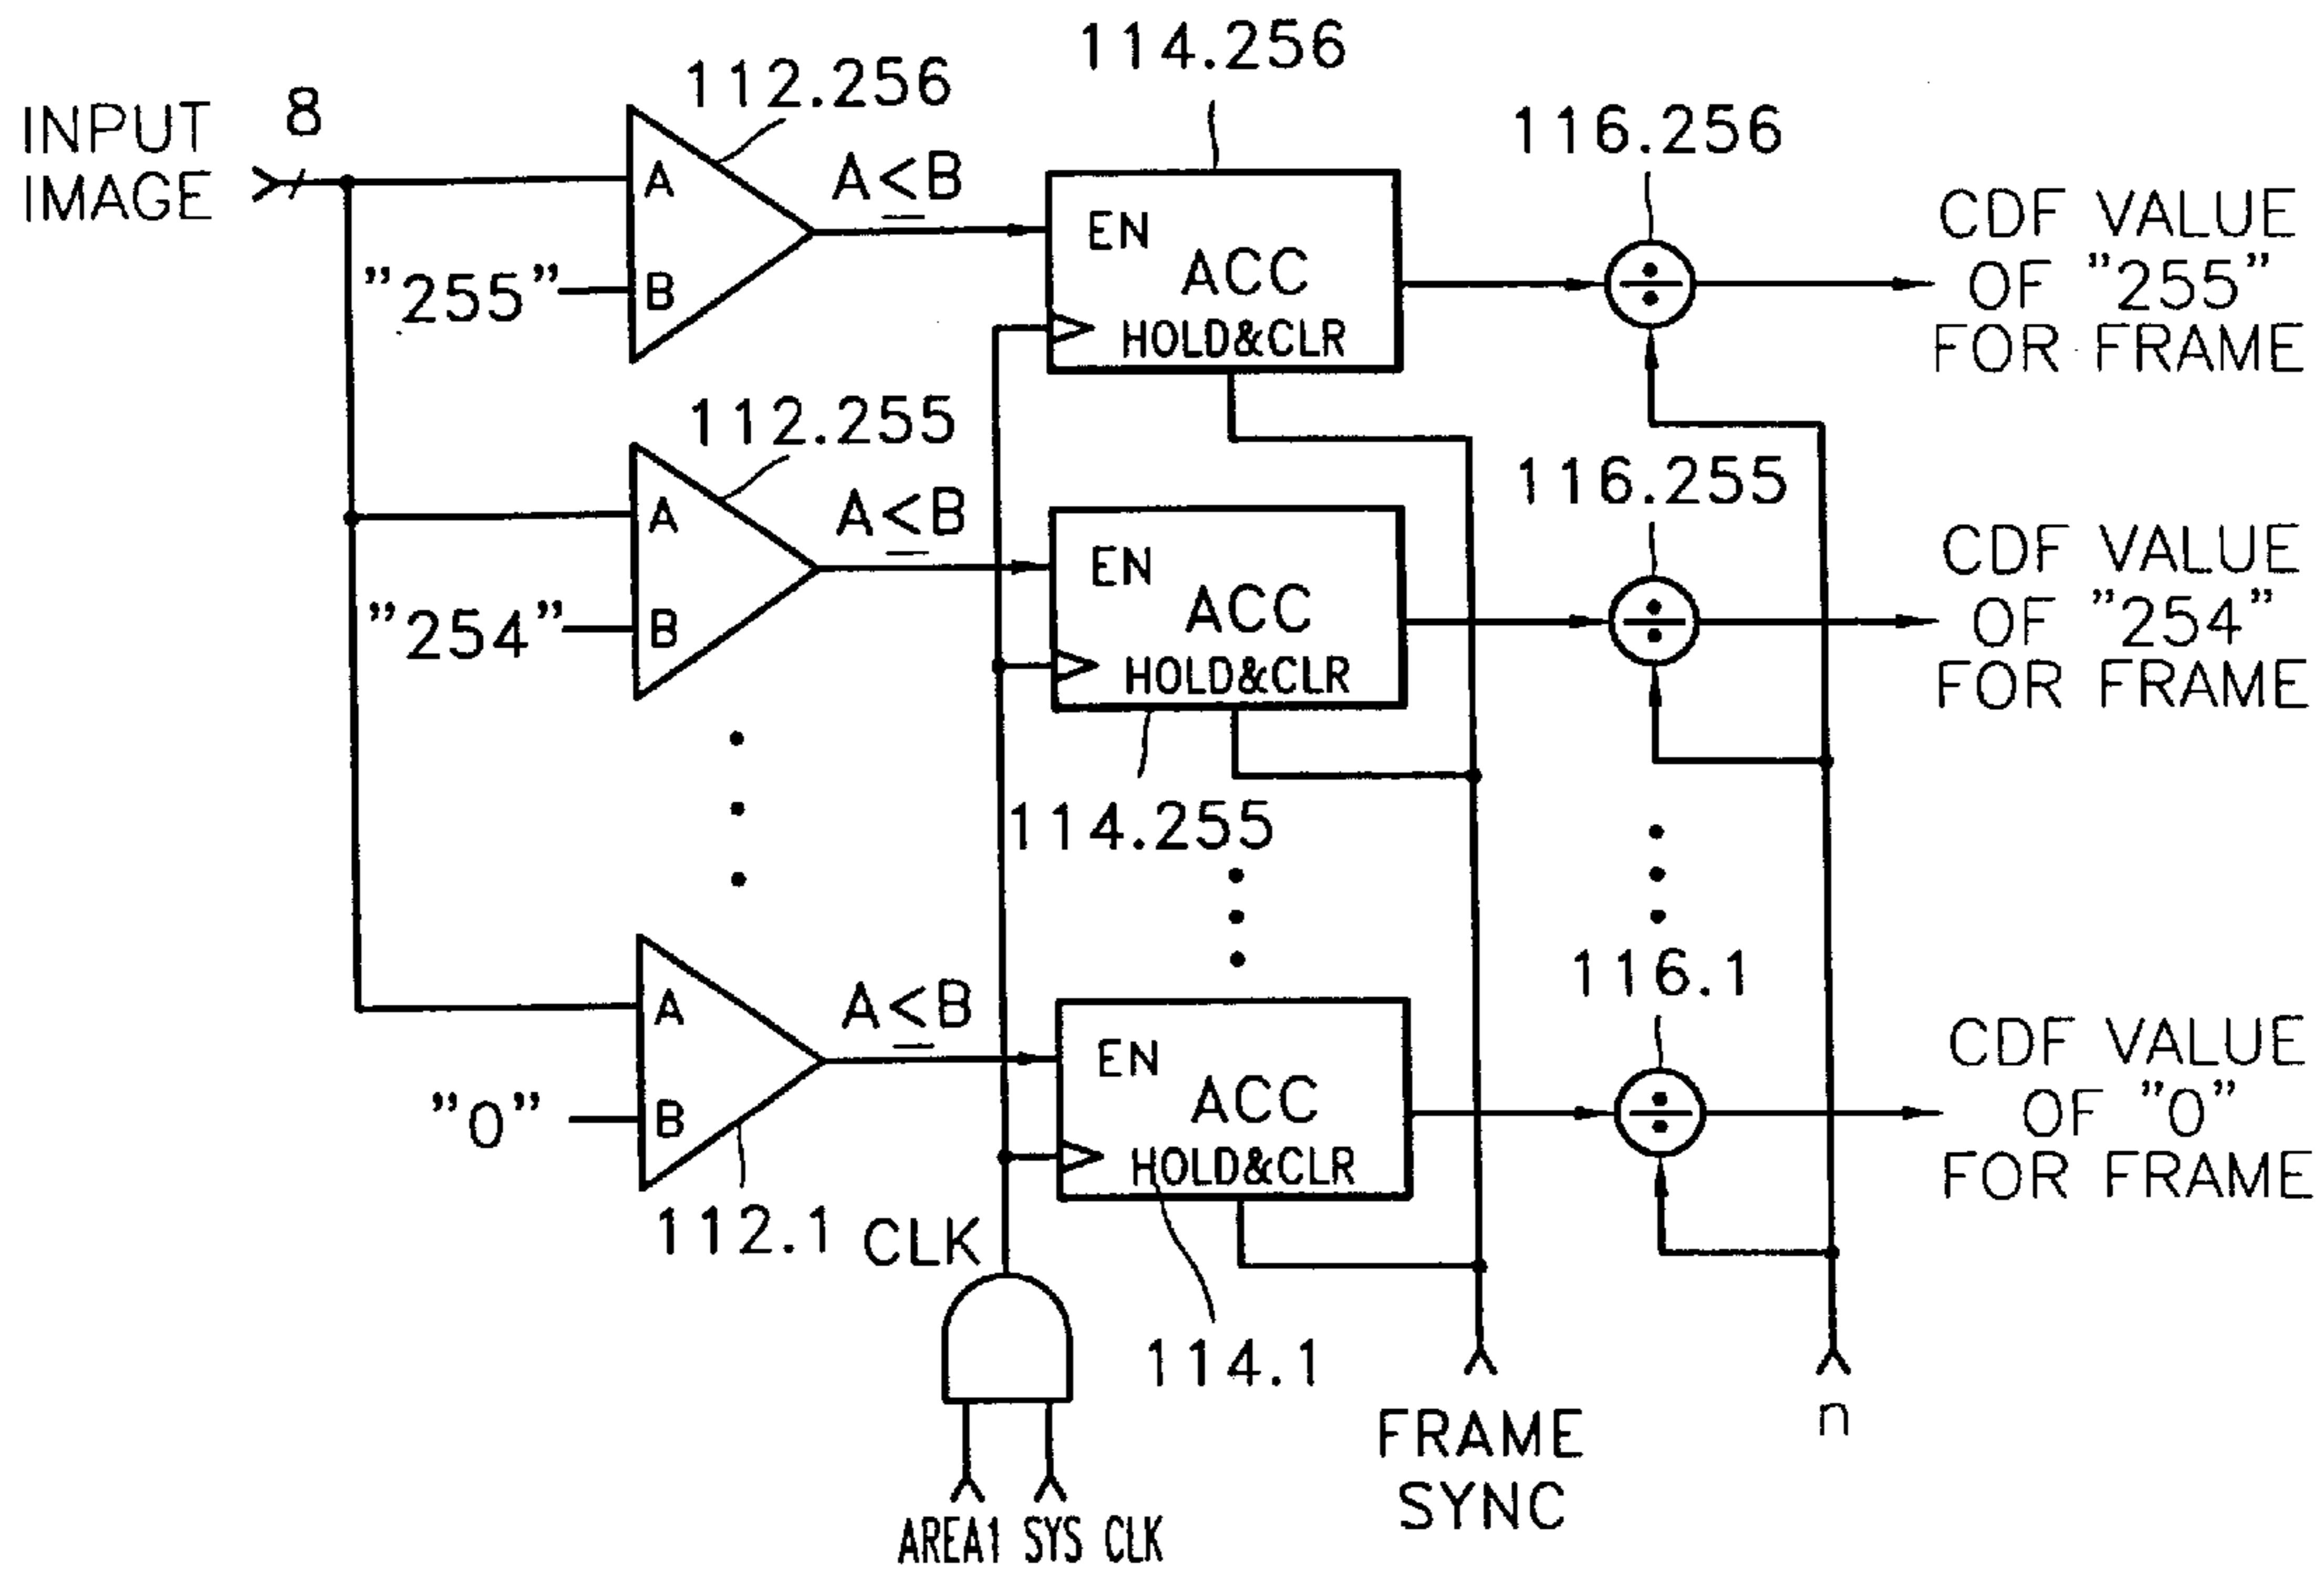 114.256
112.256
116.256
INPUT
IMAGE
8
A
A≤B
EN
ACC
HOLD&CLR
CDF VALUE
OF "255"
FOR FRAME
"255"
B
112.255
116.255
A
A≤B
EN
ACC
HOLD&CLR
CDF VALUE
OF "254"
FOR FRAME
"254"
B
114.255
116.1
A
A≤B
EN
ACC
HOLD&CLR
CDF VALUE
OF "0"
FOR FRAME
"0"
B
112.1
CLK
114.1
FRAME
SYNC
n
AREA1 SYS CLK